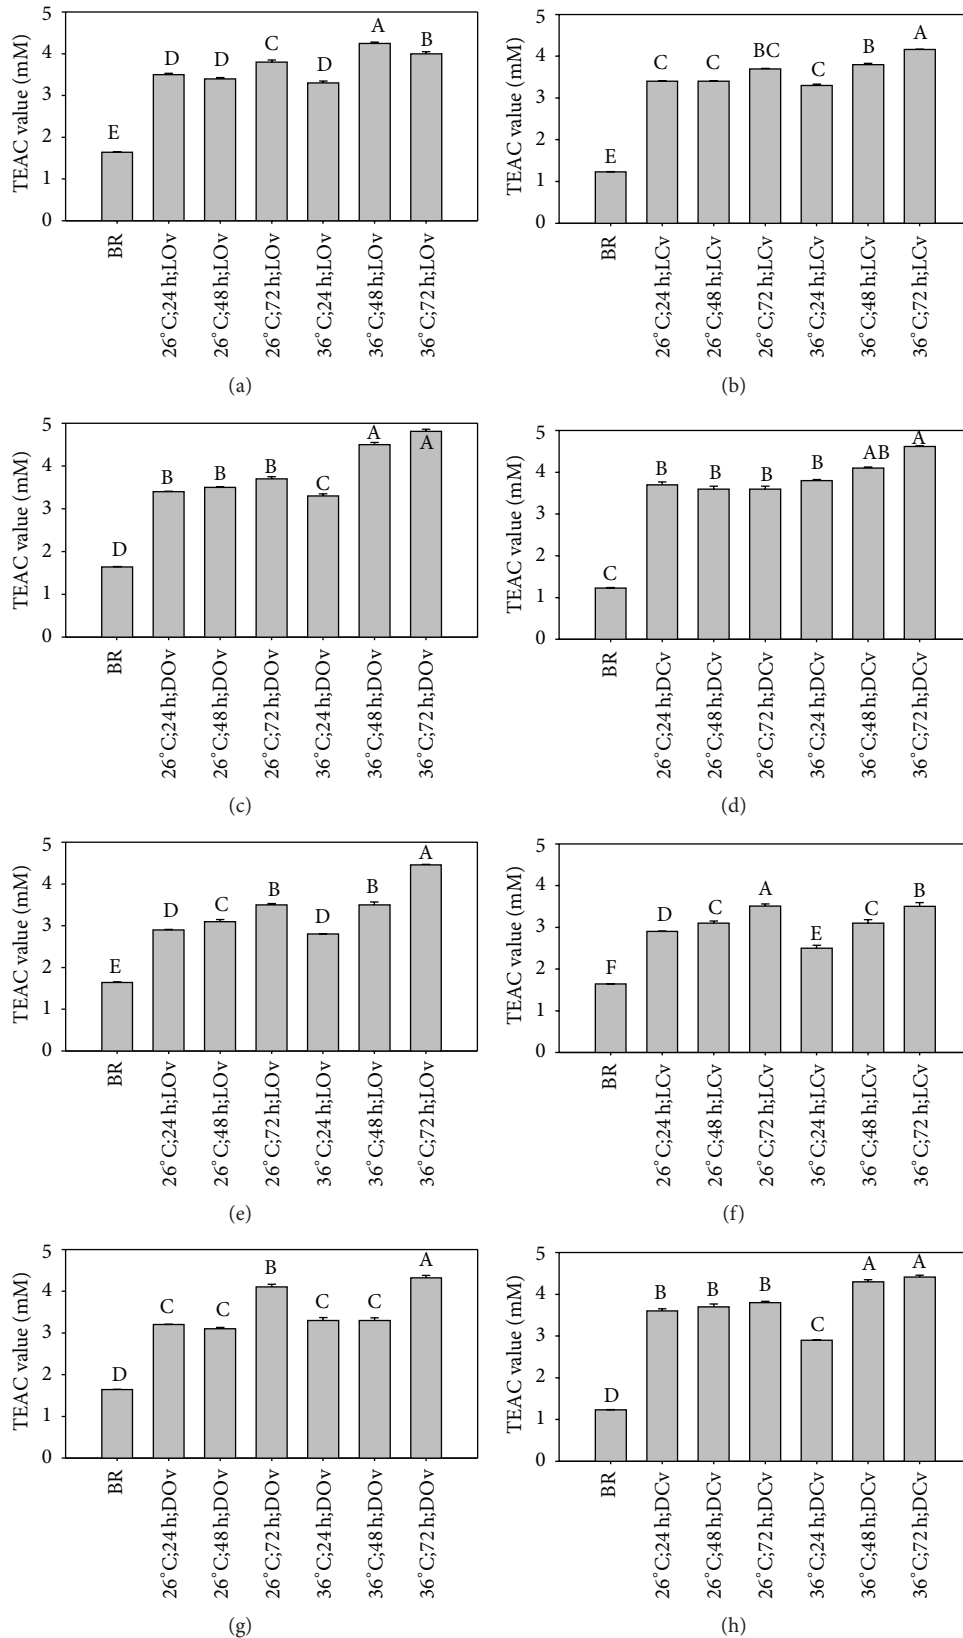 TEAC value (mM)
5
4
3
2
1
0
E
D
D
C
D
A
B
BR
26°C;24 h;LOv
26°C;48 h;LOv
26°C;72 h;LOv
36°C;24 h;LOv
36°C;48 h;LOv
36°C;72 h;LOv
(a)
TEAC value (mM)
5
4
3
2
1
0
E
C
C
BC
C
B
A
BR
26°C;24 h;LCv
26°C;48 h;LCv
26°C;72 h;LCv
36°C;24 h;LCv
36°C;48 h;LCv
36°C;72 h;LCv
(b)
TEAC value (mM)
5
4
3
2
1
0
D
B
B
B
C
A
A
BR
26°C;24 h;DOv
26°C;48 h;DOv
26°C;72 h;DOv
36°C;24 h;DOv
36°C;48 h;DOv
36°C;72 h;DOv
(c)
TEAC value (mM)
5
4
3
2
1
0
C
B
B
B
B
AB
A
BR
26°C;24 h;DCv
26°C;48 h;DCv
26°C;72 h;DCv
36°C;24 h;DCv
36°C;48 h;DCv
36°C;72 h;DCv
(d)
TEAC value (mM)
5
4
3
2
1
0
E
D
C
B
D
B
A
BR
26°C;24 h;LOv
26°C;48 h;LOv
26°C;72 h;LOv
36°C;24 h;LOv
36°C;48 h;LOv
36°C;72 h;LOv
(e)
TEAC value (mM)
5
4
3
2
1
0
F
D
C
A
E
C
B
BR
26°C;24 h;LCv
26°C;48 h;LCv
26°C;72 h;LCv
36°C;24 h;LCv
36°C;48 h;LCv
36°C;72 h;LCv
(f)
TEAC value (mM)
5
4
3
2
1
0
D
C
C
B
C
C
A
BR
26°C;24 h;DOv
26°C;48 h;DOv
26°C;72 h;DOv
36°C;24 h;DOv
36°C;48 h;DOv
36°C;72 h;DOv
(g)
TEAC value (mM)
5
4
3
2
1
0
D
B
B
B
C
A
A
BR
26°C;24 h;DCv
26°C;48 h;DCv
26°C;72 h;DCv
36°C;24 h;DCv
36°C;48 h;DCv
36°C;72 h;DCv
(h)